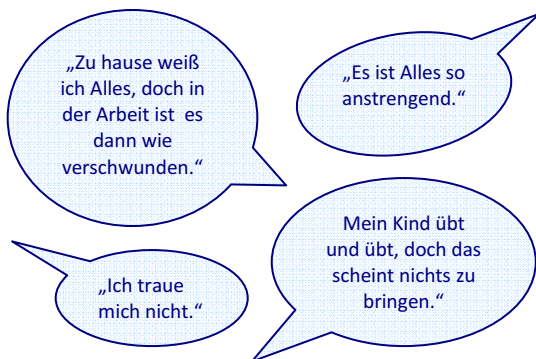 „Zu hause weiß
ich Alles, doch in
der Arbeit ist es
dann wie
verschwunden.“
„Es ist Alles so
anstrengend.“
„Ich traue
mich nicht.“
Mein Kind übt
und übt, doch das
scheint nichts zu
bringen.“